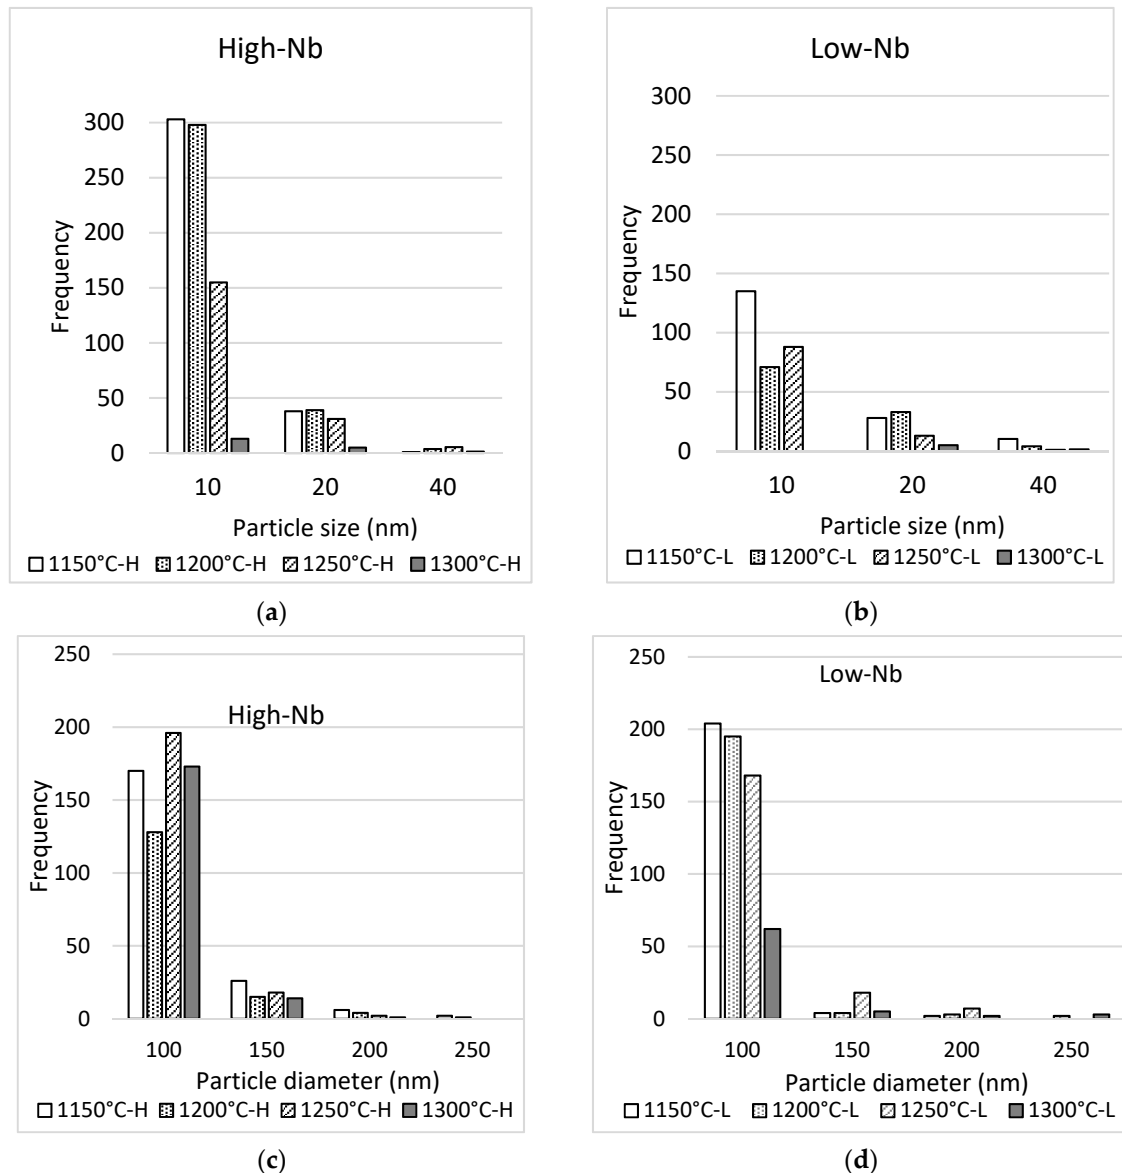 High-Nb
300
250
200
150
100
50
0
Frequency
10 20 40
Particle size (nm)
1150°C-H 1200°C-H 1250°C-H 1300°C-H
(a)
Low-Nb
300
250
200
150
100
50
0
Frequency
10 20 40
Particle size (nm)
1150°C-L 1200°C-L 1250°C-L 1300°C-L
(b)
250
High-Nb
200
150
100
50
0
Frequency
100 150 200 250
Particle diameter (nm)
1150°C-H 1200°C-H 1250°C-H 1300°C-H
(c)
250
Low-Nb
200
150
100
50
0
Frequency
100 150 200 250
Particle diameter (nm)
1150°C-L 1200°C-L 1250°C-L 1300°C-L
(d)